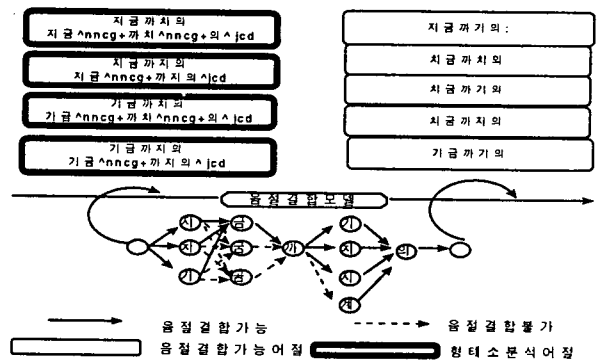 지금까치의
지금^nncg+까치^nncg+의^jcd
지금까지의
지금^nncg+까지의^jcd
기금까치의
기금^nncg+까치^nncg+의^jcd
기금까지의
기금^nncg+까지의^jcd
지금까기의:
치금까치의
치금까기의
치금까지의
기금까기의
음절결합모델
지 금 기
치 긍 까 치 의
기 지
음절결합가능
음절결합불가
음절결합가능어절
형태소분석어절